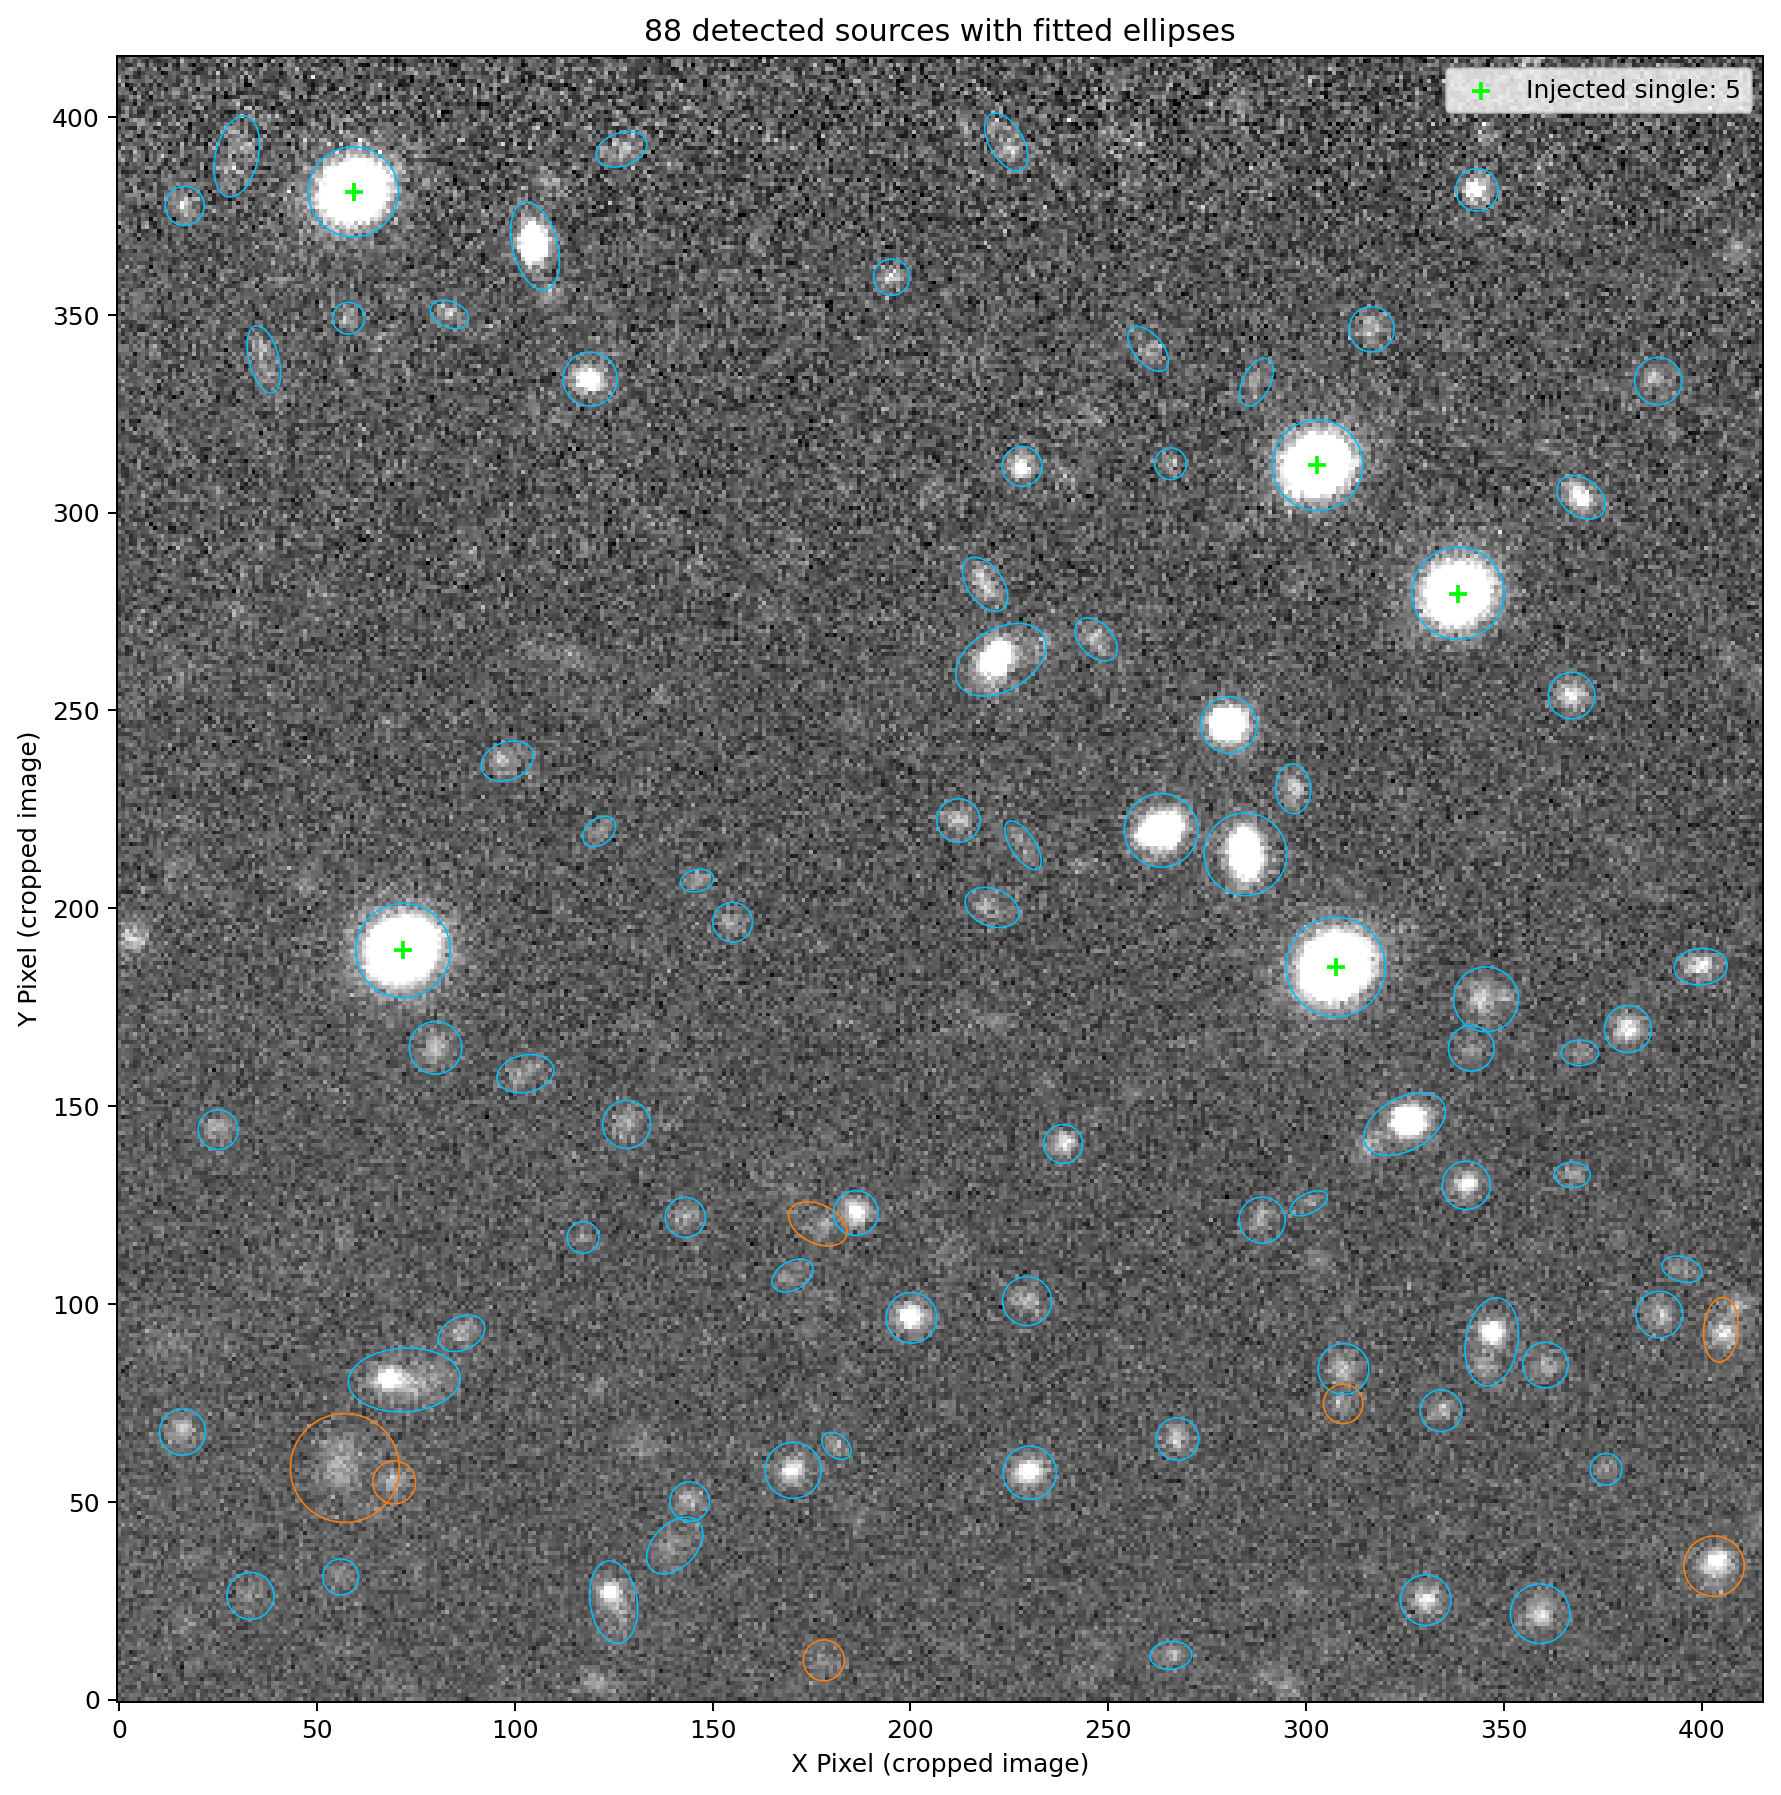 88 detected sources with fitted ellipses
Injected single: 5
400
350
300
250
200
150
100
50
0
Y Pixel (cropped image)
0 50 100 150 200 250 300 350 400
X Pixel (cropped image)